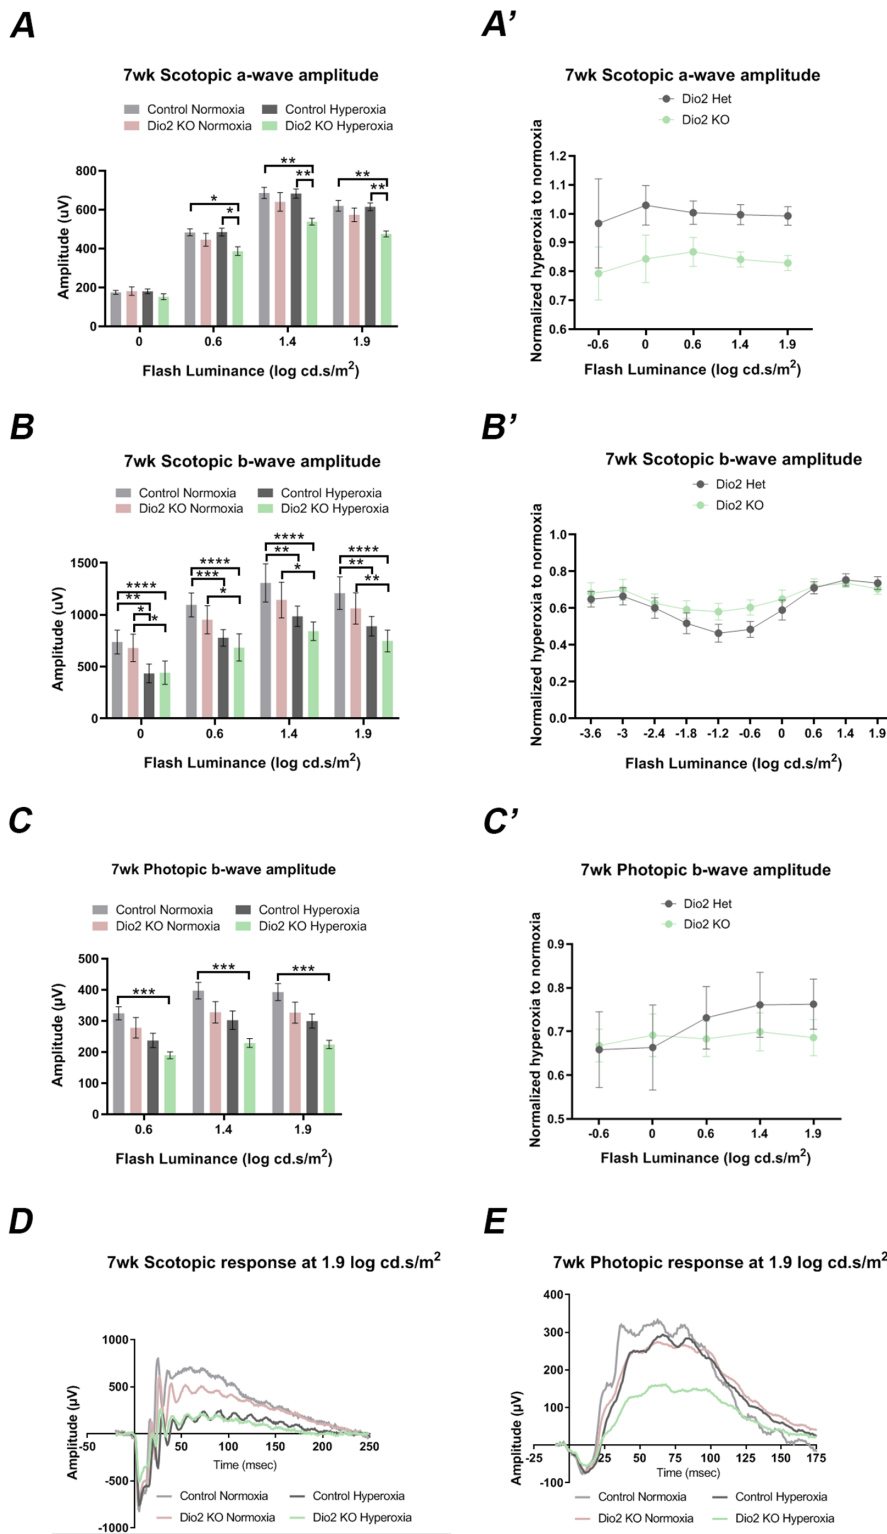 A
7wk Scotopic a-wave amplitude
Control Normoxia Control Hyperoxia
Dio2 KO Normoxia Dio2 KO Hyperoxia
Amplitude (uV)
800
600
400
200
0
* * ** ** ** **
0 0.6 1.4 1.9
Flash Luminance (log cd.s/m²)
A’
7wk Scotopic a-wave amplitude
Dio2 Het
Dio2 KO
Normalized hyperoxia to normoxia
1.2
1.1
1.0
0.9
0.8
0.7
0.6
-0.6 0 0.6 1.4 1.9
Flash Luminance (log cd.s/m²)
B
7wk Scotopic b-wave amplitude
Control Normoxia Control Hyperoxia
Dio2 KO Normoxia Dio2 KO Hyperoxia
Amplitude (uV)
1500
1000
500
0
**** ** * *
**** *** *
**** ** *
**** ** **
0 0.6 1.4 1.9
Flash Luminance (log cd.s/m²)
B’
7wk Scotopic b-wave amplitude
Dio2 Het
Dio2 KO
Normalized hyperoxia to normoxia
1.0
0.8
0.6
0.4
0.2
0.0
-3.6 -3 -2.4 -1.8 -1.2 -0.6 0 0.6 1.4 1.9
Flash Luminance (log cd.s/m²)
C
7wk Photopic b-wave amplitude
Control Normoxia Control Hyperoxia
Dio2 KO Normoxia Dio2 KO Hyperoxia
Amplitude (µV)
500
400
300
200
100
0
*** *** ***
0.6 1.4 1.9
Flash Luminance (log cd.s/m²)
C’
7wk Photopic b-wave amplitude
Dio2 Het
Dio2 KO
Normalized hyperoxia to normoxia
0.9
0.8
0.7
0.6
0.5
-0.6 0 0.6 1.4 1.9
Flash Luminance (log cd.s/m²)
D
7wk Scotopic response at 1.9 log cd.s/m²
Amplitude (µV)
1000
500
-500
-1000
-50 50 100 150 200 250
Time (msec)
Control Normoxia Control Hyperoxia
Dio2 KO Normoxia Dio2 KO Hyperoxia
E
7wk Photopic response at 1.9 log cd.s/m²
Amplitude (µV)
400
300
200
100
-100
-25 25 50 75 100 125 150 175
Time (msec)
Control Normoxia Control Hyperoxia
Dio2 KO Normoxia Dio2 KO Hyperoxia